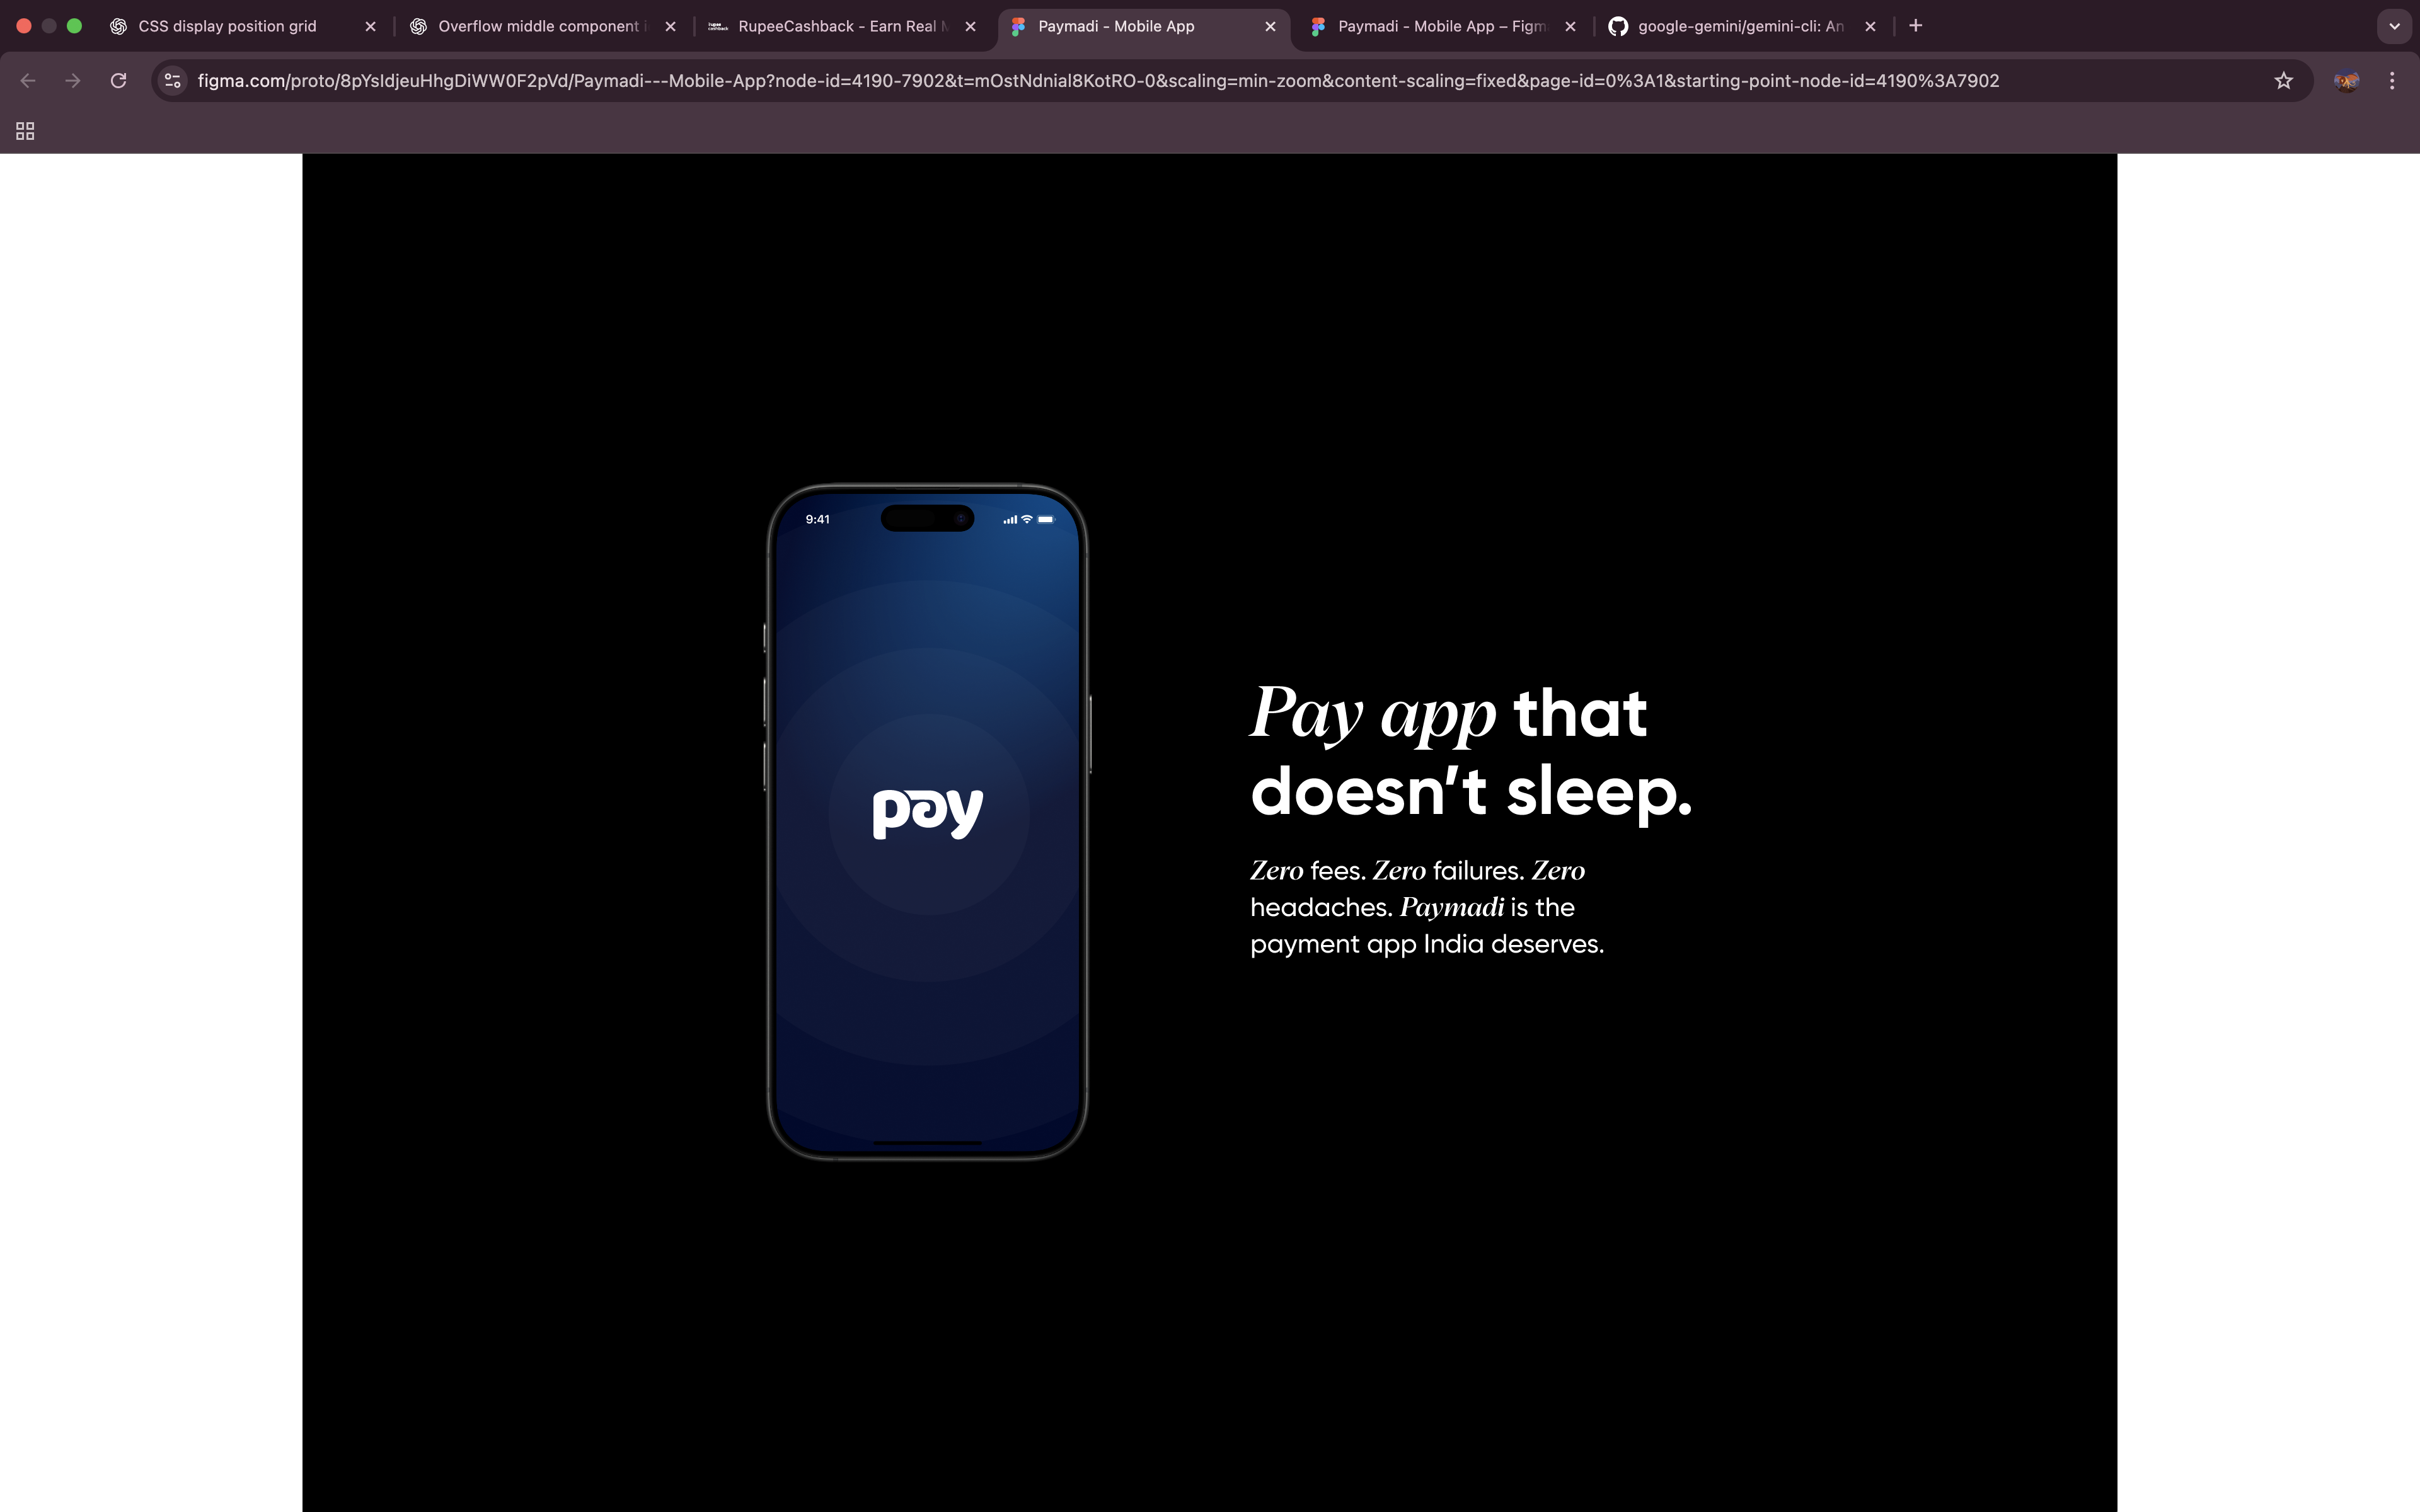 CSS display position grid
Overflow middle component i
RupeeCashback - Earn Real M
Paymadi - Mobile App
Paymadi - Mobile App – Figm
google-gemini/gemini-cli: An
figma.com/proto/8pYsIdjeuHhgDiWW0F2pVd/Paymadi---Mobile-App?node-id=4190-7902&t=mOstNdnial8KotRO-0&scaling=min-zoom&content-scaling=fixed&page-id=0%3A1&starting-point-node-id=4190%3A7902
9:41
pay
Pay app that
doesn’t sleep.
Zero fees. Zero failures. Zero
headaches. Paymadi is the
payment app India deserves.